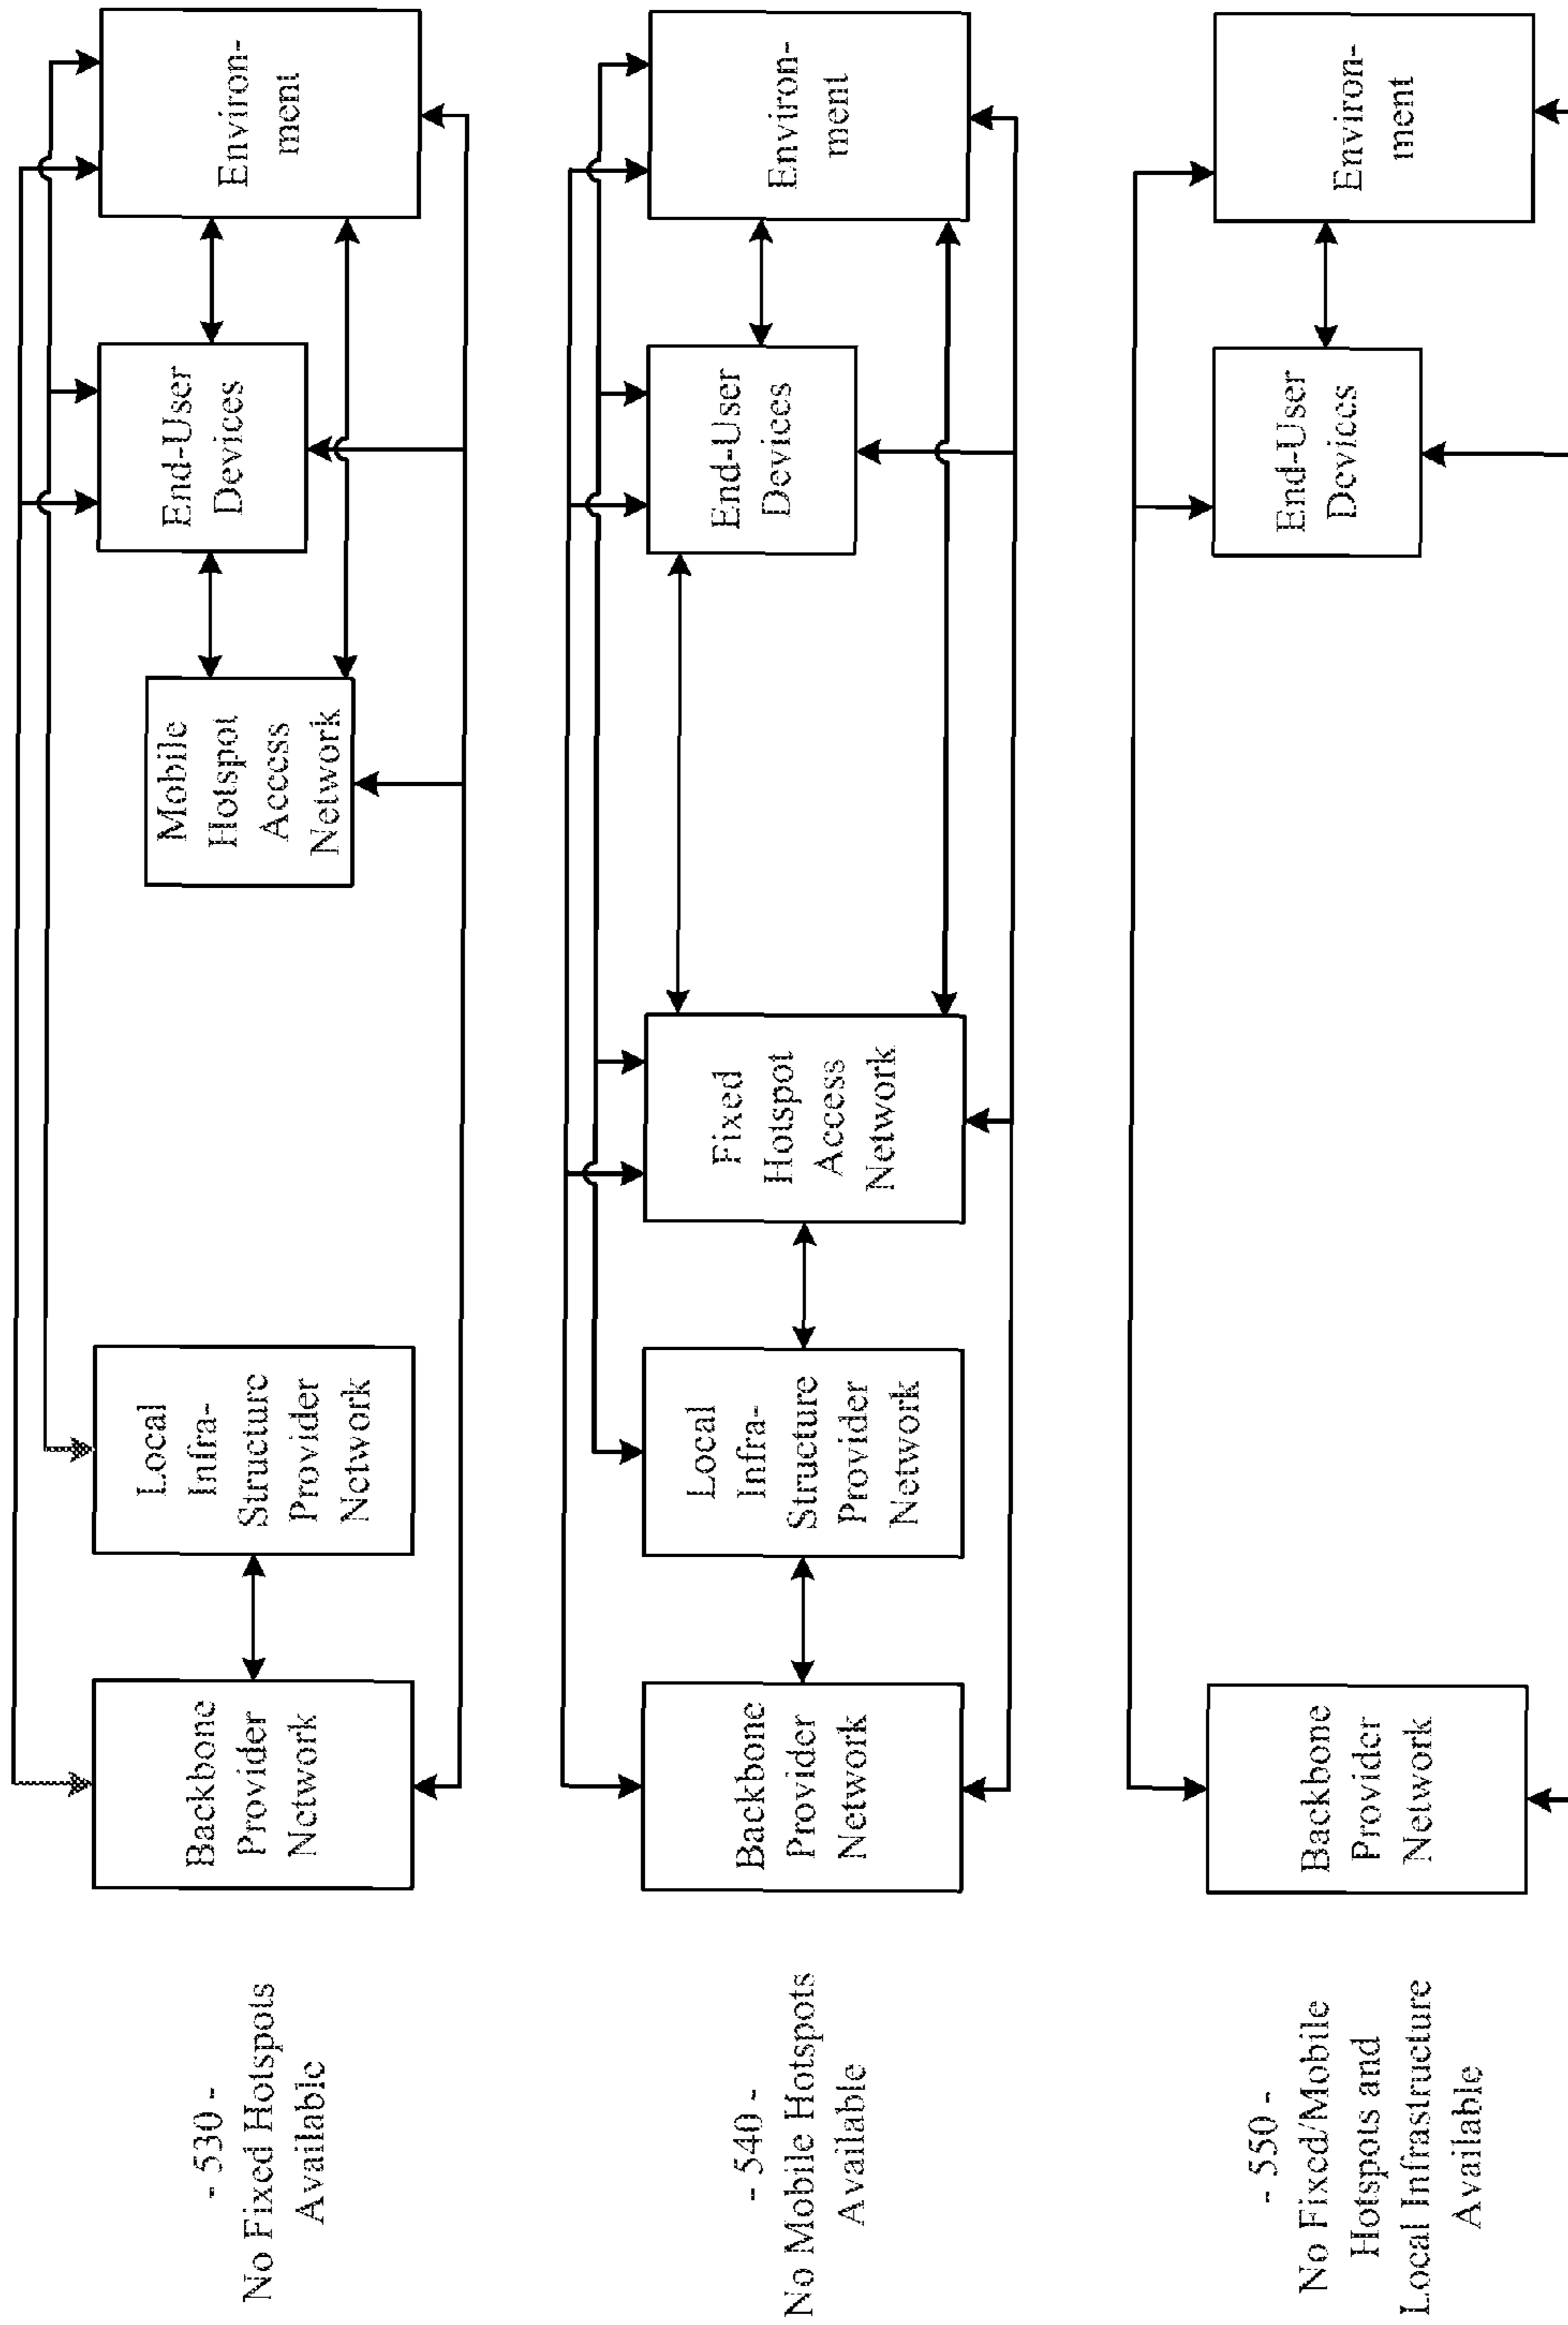 - 530 -
No Fixed Hotspots
Available
Backbone
Provider
Network
Local
Infra-
Structure
Provider
Network
Mobile
Hotspot
Access
Network
End-User
Devices
Environ-
ment
- 540 -
No Mobile Hotspots
Available
Backbone
Provider
Network
Local
Infra-
Structure
Provider
Network
Fixed
Hotspot
Access
Network
End-User
Devices
Environ-
ment
- 550 -
No Fixed/Mobile
Hotspots and
Local Infrastructure
Available
Backbone
Provider
Network
End-User
Devices
Environ-
ment